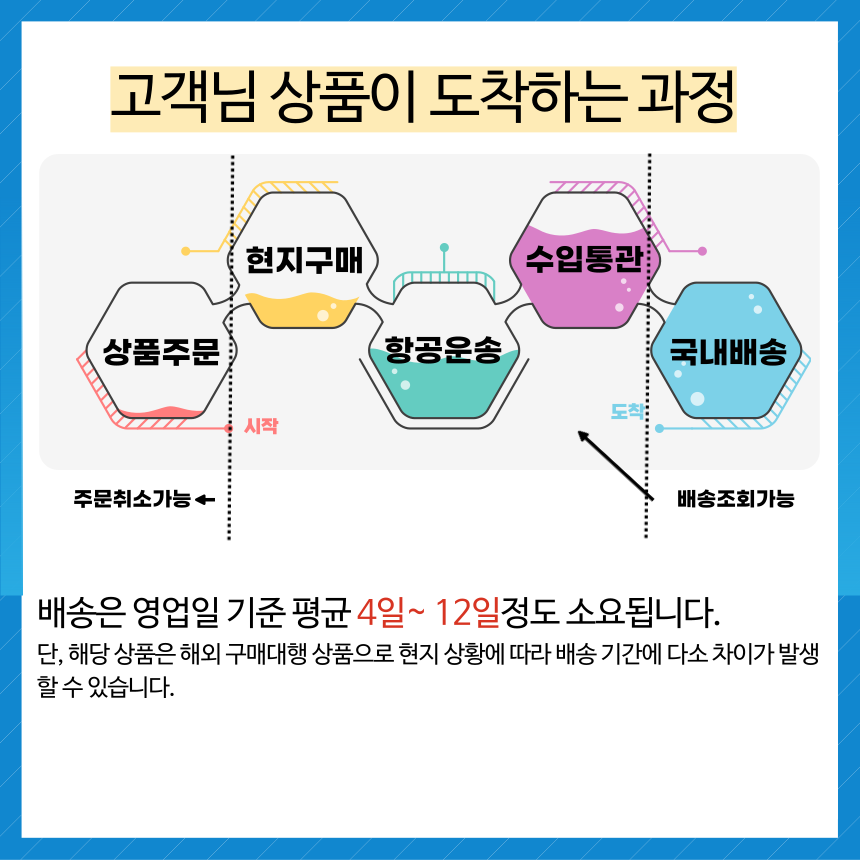 고객님 상품이 도착하는 과정
현지구매
수입통관
상품주문
항공운송
국내배송
시작
도착
주문취소가능
배송조회가능
배송은 영업일 기준 평균 4일~ 12일정도 소요됩니다.
단, 해당 상품은 해외 구매대행 상품으로 현지 상황에 따라 배송 기간에 다소 차이가 발생
할 수 있습니다.